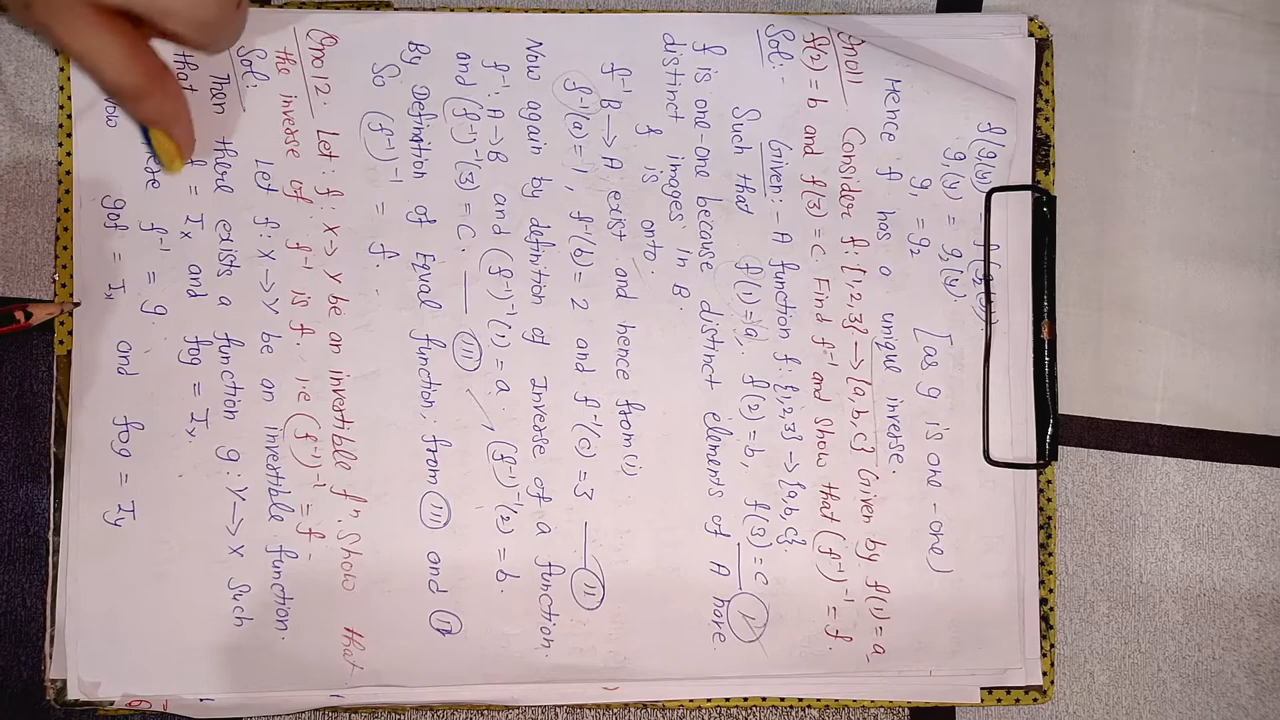 f(g₁(y)) = f(g₂(y)).
g₁(y) = g₂(y).
g₁ = g₂ [as g is one-one)
Hence f has a unique inverse.
Qno11 Consider f: {1,2,3} → {a,b,c} Given by f(1)=a
f(2)=b and f(3)=c. Find f⁻¹ and Show that (f⁻¹)⁻¹ = f.
Sol:- Given:- A function f: {1,2,3} → {a,b,c}.
Such that f(1)=a, f(2)=b, f(3)=c
f is one-one because distinct elements of A have
distinct images in B.
f is onto.
f⁻¹ B → A exist and hence from (i)
f⁻¹(a)=1, f⁻¹(b)=2 and f⁻¹(c)=3 — (II)
Now again by definition of Inverse of a function.
f⁻¹: A → B and (f⁻¹)⁻¹(1)=a. (f⁻¹)⁻¹(2)=b.
and (f⁻¹)⁻¹(3)=c. — (III)
By Definition of Equal function. from (III) and
So (f⁻¹)⁻¹ = f.
Qno12. Let f: X → Y be an invertible fⁿ. Show that
the inverse of f⁻¹ is f, i.e (f⁻¹)⁻¹ = f -
Sol: Let f: X → Y be an invertible function.
Then there exists a function g: Y → X Such
that f = Iₓ and fog = Iᵧ.
f⁻¹ = g.
gof = Iₓ and fog = Iy